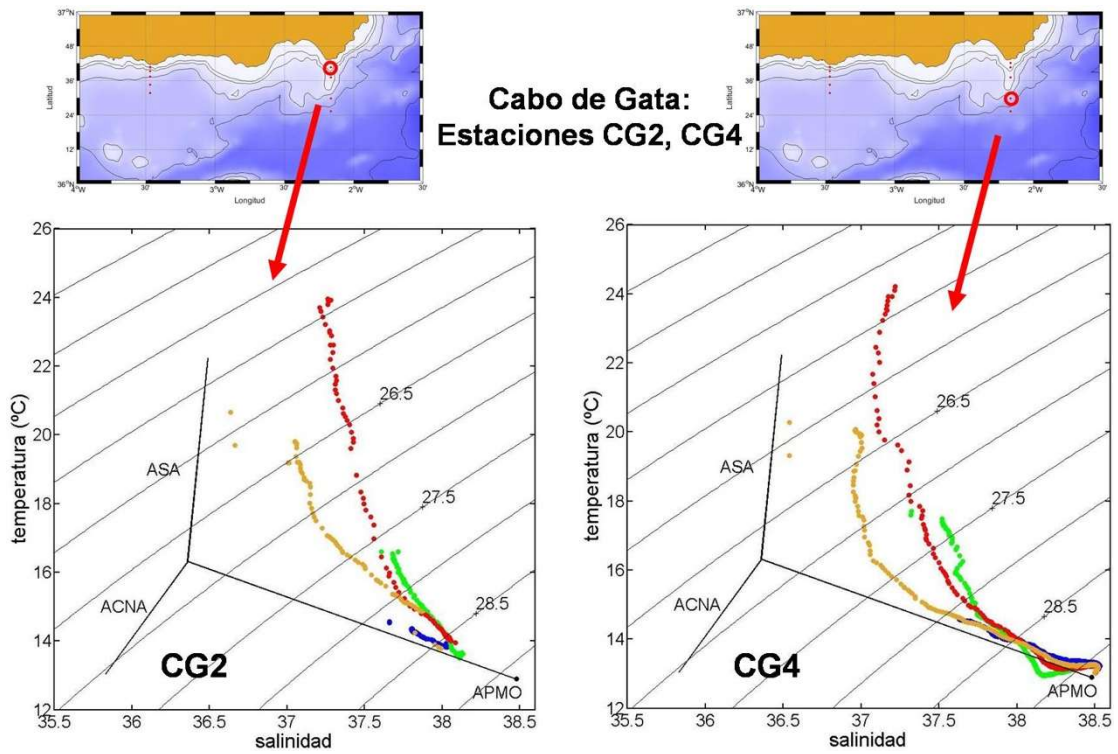 37°N
48'
36'
24'
12'
36°N
Latitud
4°W
30'
3°W
30'
2°W
30'
Longitud
Cabo de Gata:
Estaciones CG2, CG4
37°N
48'
36'
24'
12'
36°N
Latitud
4°W
30'
3°W
30'
2°W
30'
Longitud
26
24
22
20
18
16
14
12
temperatura (ºC)
26.5
27.5
28.5
ASA
ACNA
APMO
CG2
35.5 36 36.5 37 37.5 38 38.5
salinidad
26
24
22
20
18
16
14
12
temperatura (ºC)
26.5
27.5
28.5
ASA
ACNA
APMO
CG4
35.5 36 36.5 37 37.5 38 38.5
salinidad